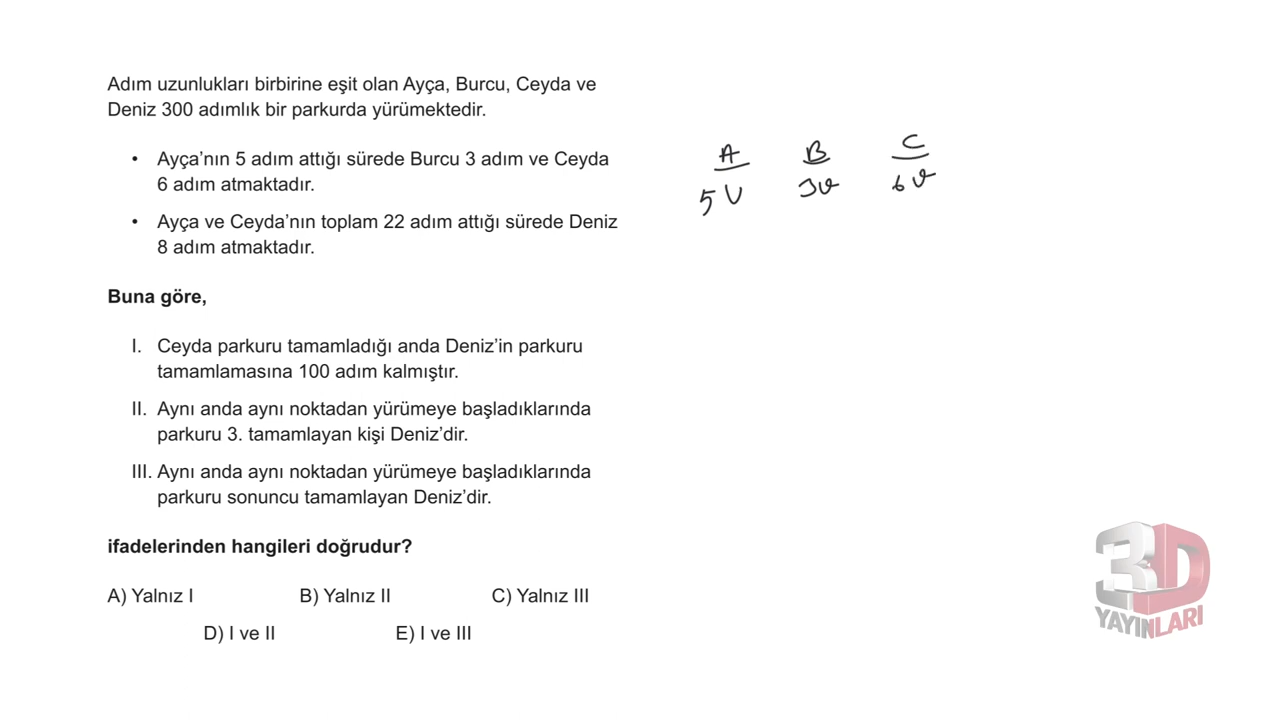 Adım uzunlukları birbirine eşit olan Ayça, Burcu, Ceyda ve
Deniz 300 adımlık bir parkurda yürümektedir.
• Ayça’nın 5 adım attığı sürede Burcu 3 adım ve Ceyda
6 adım atmaktadır.
• Ayça ve Ceyda’nın toplam 22 adım attığı sürede Deniz
8 adım atmaktadır.
Buna göre,
I. Ceyda parkuru tamamladığı anda Deniz’in parkuru
tamamlamasına 100 adım kalmıştır.
II. Aynı anda aynı noktadan yürümeye başladıklarında
parkuru 3. tamamlayan kişi Deniz’dir.
III. Aynı anda aynı noktadan yürümeye başladıklarında
parkuru sonuncu tamamlayan Deniz’dir.
ifadelerinden hangileri doğrudur?
A) Yalnız I B) Yalnız II C) Yalnız III
D) I ve II E) I ve III
A B C
5V 3V 6V
3D
YAYINLARI